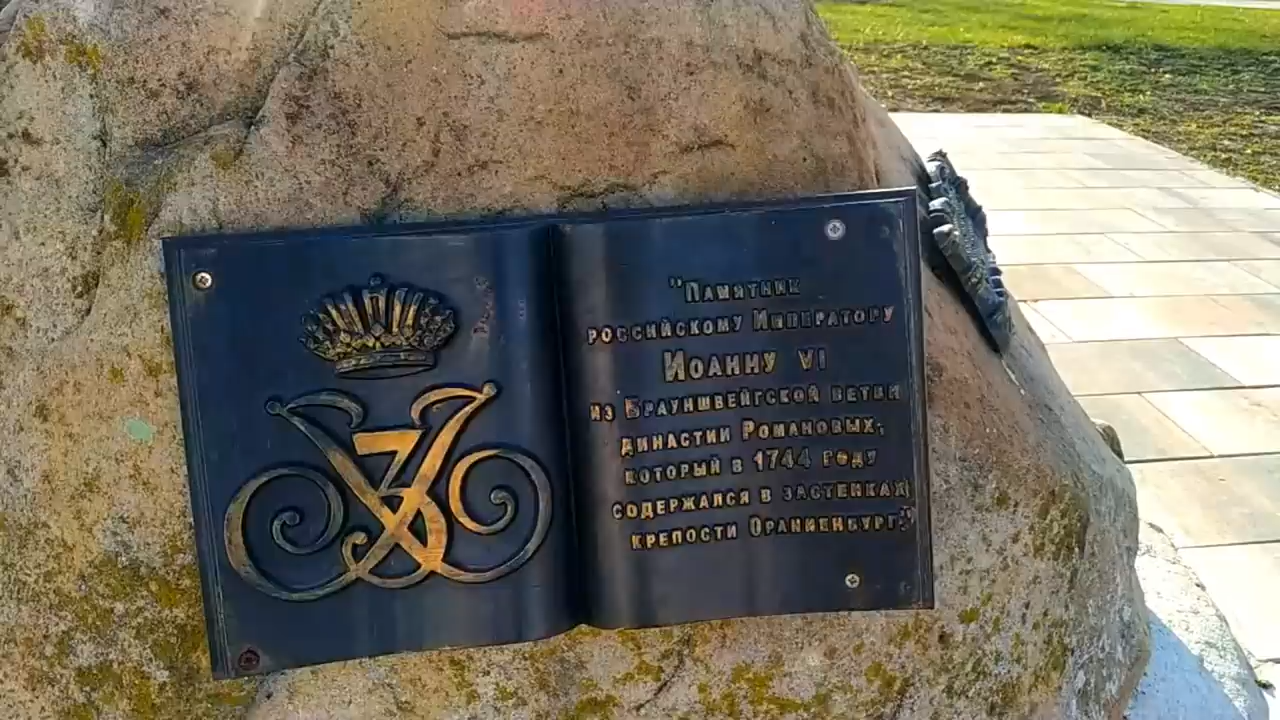 "Памятник
российскому Императору
Иоанну VI
из Брауншвейгской ветви
династии Романовых,
который в 1744 году
содержался в застенках
крепости Ораниенбург"